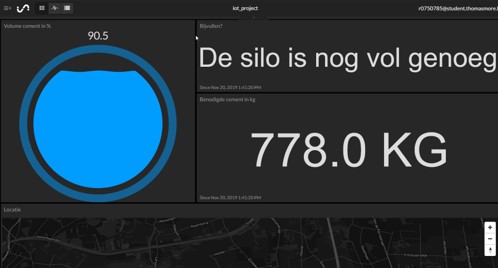 iot_project
r0750785@student.thomasmore.
Volume cement in %
90.5
Bijvullen?
De silo is nog vol genoeg
Since Nov 20, 2019 1:41:20 PM
Benodigde cement in kg
778.0 KG
Since Nov 20, 2019 1:41:20 PM
Locatie